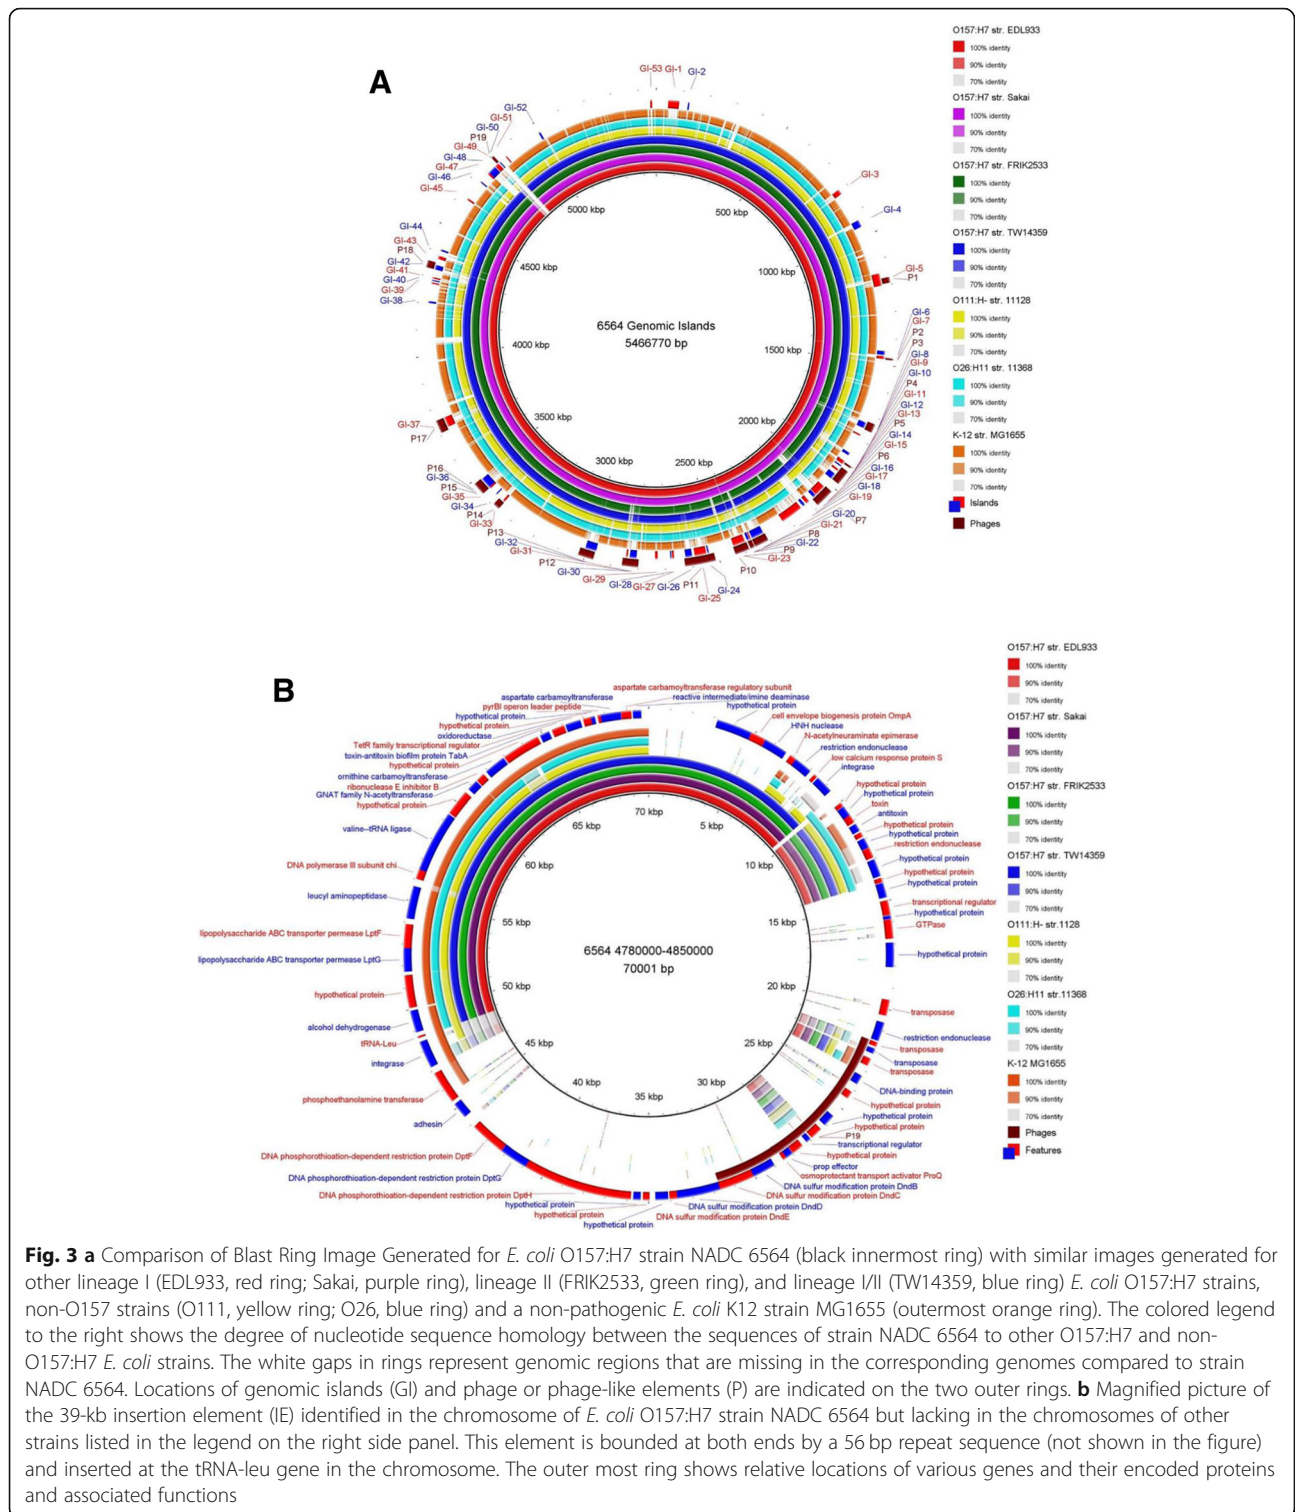 A
GI-53 GI-1
GI-2
GI-3
GI-4
GI-5
P1
GI-6
GI-7
P2
P3
GI-8
GI-9
GI-10
P4
GI-11
GI-12
GI-13
P5
GI-14
GI-15
P6
GI-16
GI-17
GI-18
GI-19
GI-20
P7
GI-21
P8
GI-22
P9
GI-23
P10
GI-24
GI-25
P11
GI-26
GI-27
GI-28
GI-29
GI-30
P12
GI-31
GI-32
P13
GI-33
P14
GI-34
GI-35
P15
GI-36
P16
P17
GI-37
GI-38
GI-39
GI-40
GI-41
GI-42
P18
GI-43
GI-44
GI-45
GI-46
GI-47
GI-48
GI-49
P19
GI-50
GI-51
GI-52
500 kbp
1000 kbp
1500 kbp
2000 kbp
2500 kbp
3000 kbp
3500 kbp
4000 kbp
4500 kbp
5000 kbp
6564 Genomic Islands
5466770 bp
O157:H7 str. EDL933
100% identity
90% identity
70% identity
O157:H7 str. Sakai
100% identity
90% identity
70% identity
O157:H7 str. FRIK2533
100% identity
90% identity
70% identity
O157:H7 str. TW14359
100% identity
90% identity
70% identity
O111:H- str. 11128
100% identity
90% identity
70% identity
O26:H11 str. 11368
100% identity
90% identity
70% identity
K-12 str. MG1655
100% identity
90% identity
70% identity
Islands
Phages
B
aspartate carbamoyltransferase regulatory subunit
reactive intermediate/imine deaminase
hypothetical protein
cell envelope biogenesis protein OmpA
HNH nuclease
N-acetylneuraminate epimerase
restriction endonuclease
low calcium response protein S
integrase
hypothetical protein
hypothetical protein
toxin
antitoxin
hypothetical protein
hypothetical protein
restriction endonuclease
hypothetical protein
hypothetical protein
hypothetical protein
transcriptional regulator
hypothetical protein
GTPase
hypothetical protein
transposase
restriction endonuclease
transposase
transposase
transposase
DNA-binding protein
hypothetical protein
hypothetical protein
hypothetical protein
P19
transcriptional regulator
hypothetical protein
prop effector
osmoprotectant transport activator ProQ
DNA sulfur modification protein DndB
DNA sulfur modification protein DndC
DNA sulfur modification protein DndD
DNA sulfur modification protein DndE
hypothetical protein
hypothetical protein
hypothetical protein
DNA phosphorothioation-dependent restriction protein DptH
DNA phosphorothioation-dependent restriction protein DptG
DNA phosphorothioation-dependent restriction protein DptF
adhesin
phosphoethanolamine transferase
integrase
tRNA-Leu
alcohol dehydrogenase
hypothetical protein
lipopolysaccharide ABC transporter permease LptG
lipopolysaccharide ABC transporter permease LptF
leucyl aminopeptidase
DNA polymerase III subunit chi
valine--tRNA ligase
hypothetical protein
GNAT family N-acetyltransferase
ribonuclease E inhibitor B
ornithine carbamoyltransferase
hypothetical protein
toxin-antitoxin biofilm protein TabA
TetR family transcriptional regulator
oxidoreductase
hypothetical protein
hypothetical protein
pyrBI operon leader peptide
aspartate carbamoyltransferase
70 kbp
5 kbp
10 kbp
15 kbp
20 kbp
25 kbp
30 kbp
35 kbp
40 kbp
45 kbp
50 kbp
55 kbp
60 kbp
65 kbp
6564 4780000-4850000
70001 bp
O157:H7 str. EDL933
100% identity
90% identity
70% identity
O157:H7 str. Sakai
100% identity
90% identity
70% identity
O157:H7 str. FRIK2533
100% identity
90% identity
70% identity
O157:H7 str. TW14359
100% identity
90% identity
70% identity
O111:H- str.1128
100% identity
90% identity
70% identity
O26:H11 str.11368
100% identity
90% identity
70% identity
K-12 MG1655
100% identity
90% identity
70% identity
Phages
Features
Fig. 3 a Comparison of Blast Ring Image Generated for E. coli O157:H7 strain NADC 6564 (black innermost ring) with similar images generated for
other lineage I (EDL933, red ring; Sakai, purple ring), lineage II (FRIK2533, green ring), and lineage I/II (TW14359, blue ring) E. coli O157:H7 strains,
non-O157 strains (O111, yellow ring; O26, blue ring) and a non-pathogenic E. coli K12 strain MG1655 (outermost orange ring). The colored legend
to the right shows the degree of nucleotide sequence homology between the sequences of strain NADC 6564 to other O157:H7 and non-
O157:H7 E. coli strains. The white gaps in rings represent genomic regions that are missing in the corresponding genomes compared to strain
NADC 6564. Locations of genomic islands (GI) and phage or phage-like elements (P) are indicated on the two outer rings. b Magnified picture of
the 39-kb insertion element (IE) identified in the chromosome of E. coli O157:H7 strain NADC 6564 but lacking in the chromosomes of other
strains listed in the legend on the right side panel. This element is bounded at both ends by a 56 bp repeat sequence (not shown in the figure)
and inserted at the tRNA-leu gene in the chromosome. The outer most ring shows relative locations of various genes and their encoded proteins
and associated functions